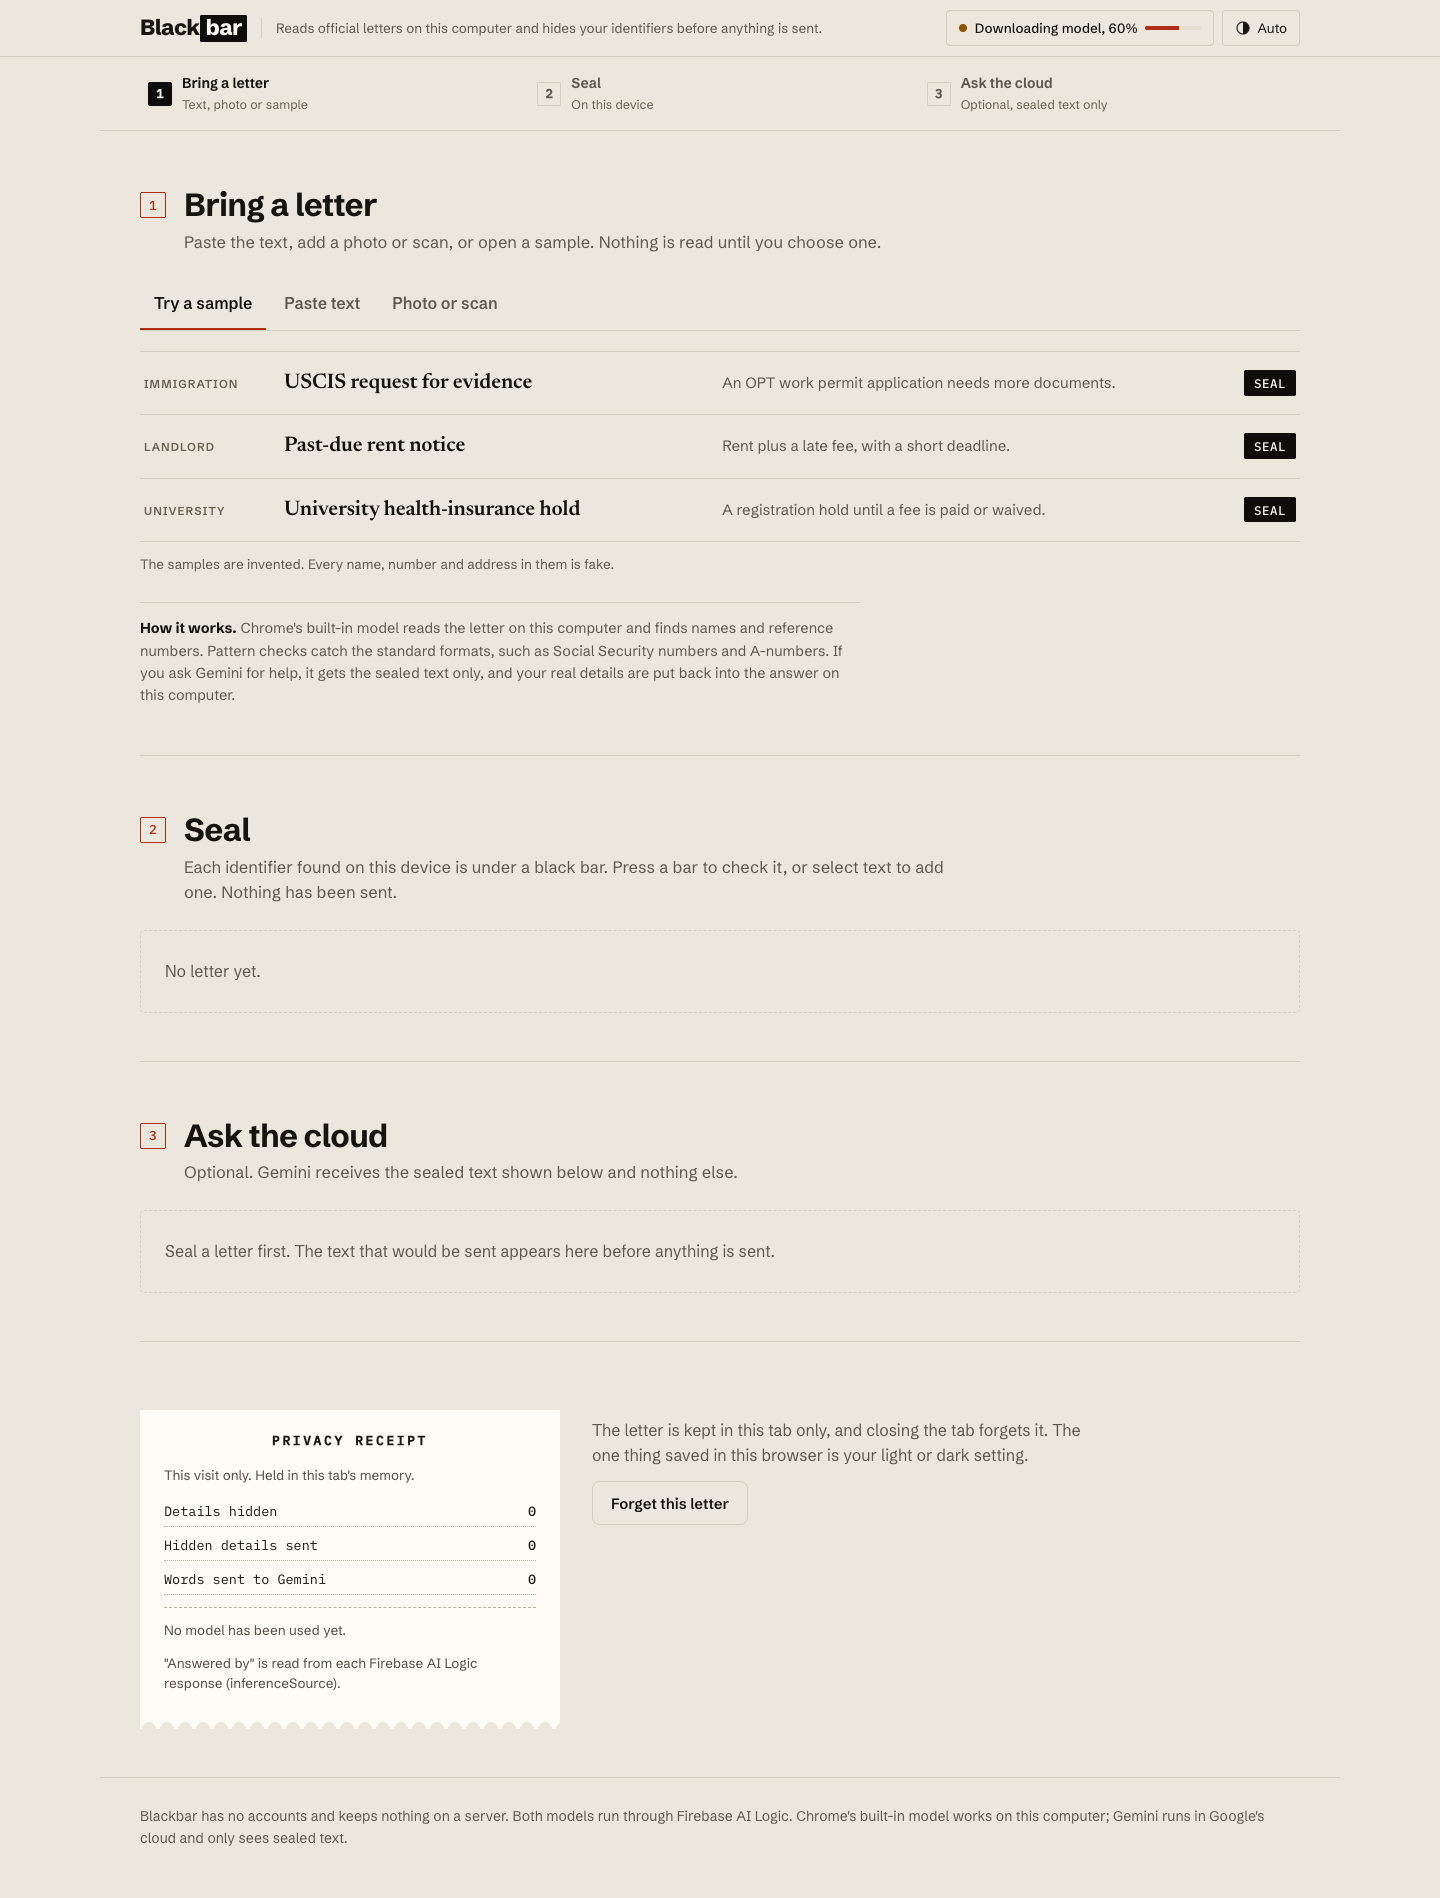 Blackbar
Reads official letters on this computer and hides your identifiers before anything is sent.
Downloading model, 60%
Auto
1
Bring a letter
Text, photo or sample
2
Seal
On this device
3
Ask the cloud
Optional, sealed text only
1
Bring a letter
Paste the text, add a photo or scan, or open a sample. Nothing is read until you choose one.
Try a sample
Paste text
Photo or scan
IMMIGRATION
USCIS request for evidence
An OPT work permit application needs more documents.
SEAL
LANDLORD
Past-due rent notice
Rent plus a late fee, with a short deadline.
SEAL
UNIVERSITY
University health-insurance hold
A registration hold until a fee is paid or waived.
SEAL
The samples are invented. Every name, number and address in them is fake.
How it works. Chrome's built-in model reads the letter on this computer and finds names and reference
numbers. Pattern checks catch the standard formats, such as Social Security numbers and A-numbers. If
you ask Gemini for help, it gets the sealed text only, and your real details are put back into the answer on
this computer.
2
Seal
Each identifier found on this device is under a black bar. Press a bar to check it, or select text to add
one. Nothing has been sent.
No letter yet.
3
Ask the cloud
Optional. Gemini receives the sealed text shown below and nothing else.
Seal a letter first. The text that would be sent appears here before anything is sent.
PRIVACY RECEIPT
This visit only. Held in this tab's memory.
Details hidden 0
Hidden details sent 0
Words sent to Gemini 0
No model has been used yet.
"Answered by" is read from each Firebase AI Logic
response (inferenceSource).
The letter is kept in this tab only, and closing the tab forgets it. The
one thing saved in this browser is your light or dark setting.
Forget this letter
Blackbar has no accounts and keeps nothing on a server. Both models run through Firebase AI Logic. Chrome's built-in model works on this computer; Gemini runs in Google's
cloud and only sees sealed text.